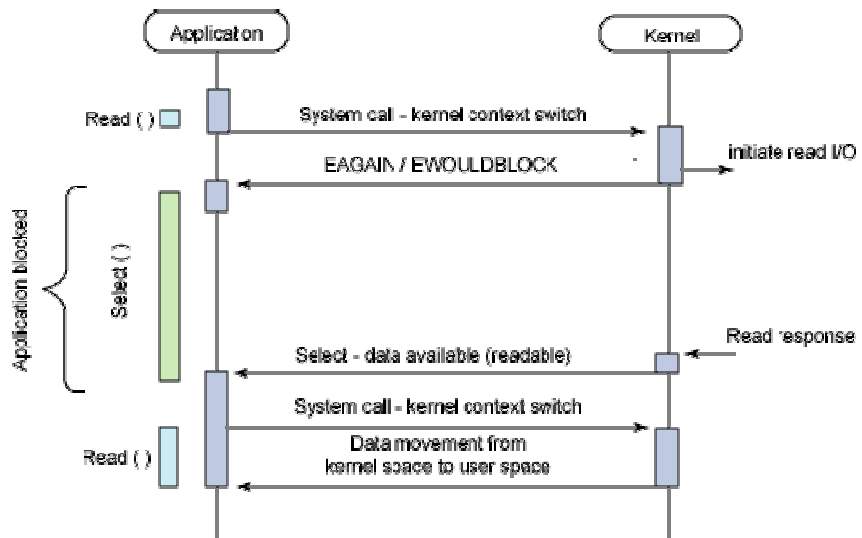 Application
Kernel
Read ( )
System call - kernel context switch
initiate read I/O
EAGAIN / EWOULDBLOCK
Application blocked
Select ( )
Read response
Select - data available (readable)
System call - kernel context switch
Read ( )
Data movement from
kernel space to user space